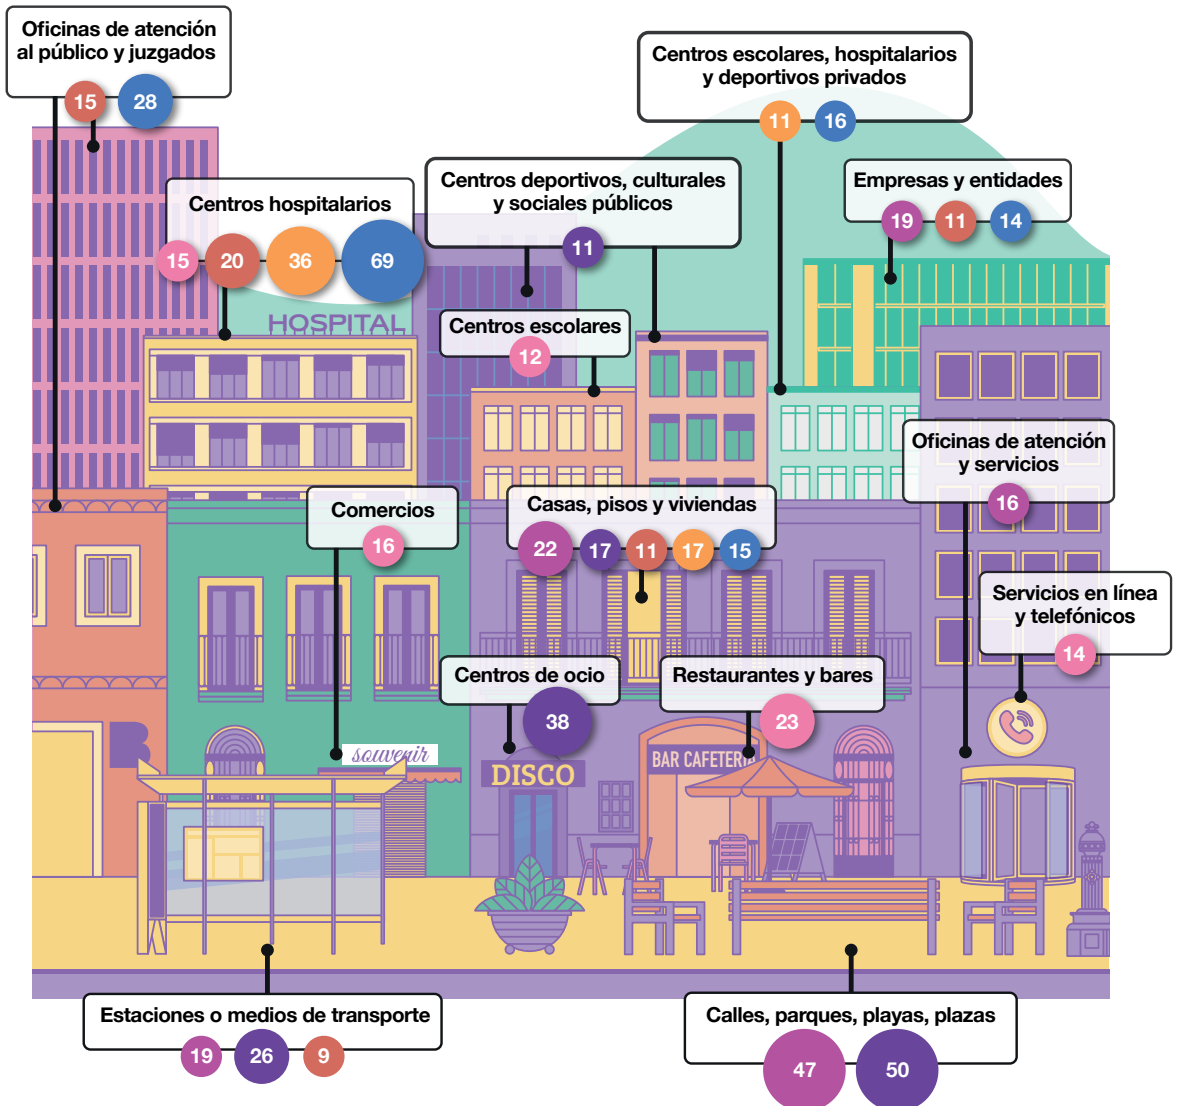 Oficinas de atención
al público y juzgados
15 28
Centros escolares, hospitalarios
y deportivos privados
11 16
Centros hospitalarios
15 20 36 69
Centros deportivos, culturales
y sociales públicos
11
Empresas y entidades
19 11 14
HOSPITAL
Centros escolares
12
Oficinas de atención
y servicios
16
Comercios
16
Casas, pisos y viviendas
22 17 11 17 15
Servicios en línea
y telefónicos
14
Centros de ocio
38
Restaurantes y bares
23
souvenir
DISCO
BAR CAFETERIA
Estaciones o medios de transporte
19 26 9
Calles, parques, playas, plazas
47 50